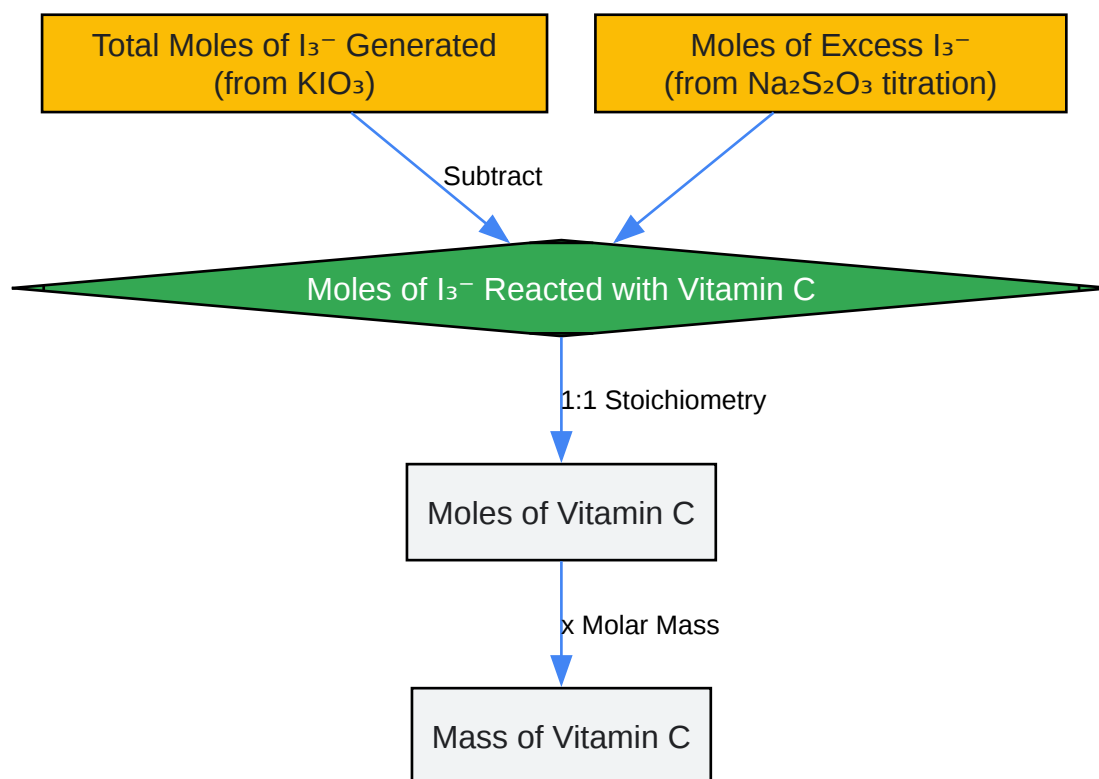 Total Moles of I₃⁻ Generated
(from KIO₃)
Moles of Excess I₃⁻
(from Na₂S₂O₃ titration)
Subtract
Moles of I₃⁻ Reacted with Vitamin C
1:1 Stoichiometry
Moles of Vitamin C
x Molar Mass
Mass of Vitamin C